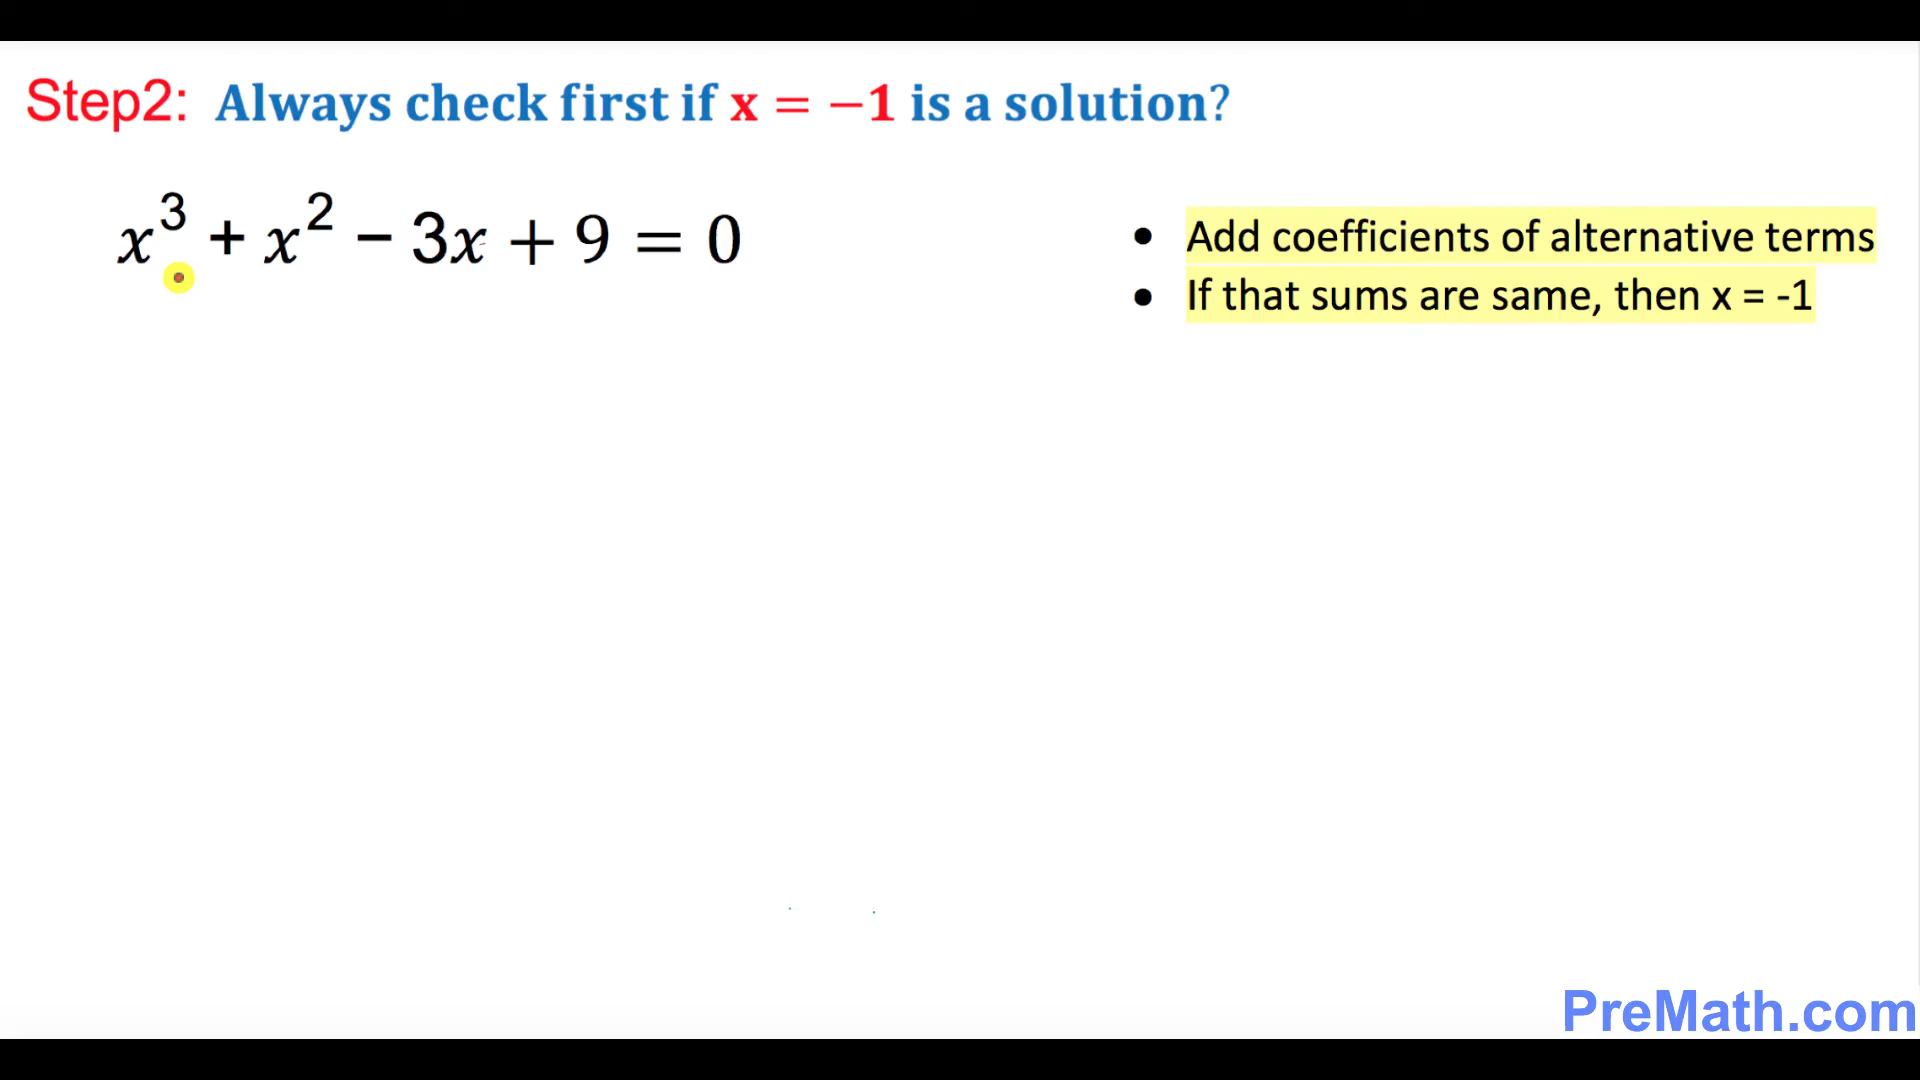 Step2: Always check first if x = −1 is a solution?
x³ + x² − 3x + 9 = 0
• Add coefficients of alternative terms
• If that sums are same, then x = -1
PreMath.com